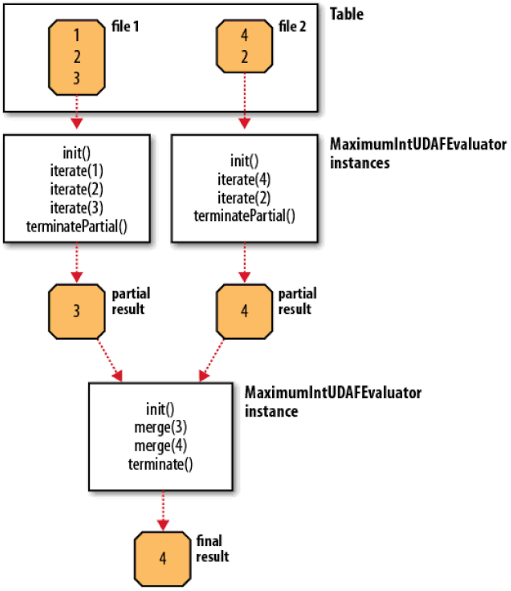 Table
file 1
1
2
3
file 2
4
2
MaximumIntUDAFEvaluator
instances
init()
iterate(1)
iterate(2)
iterate(3)
terminatePartial()
init()
iterate(4)
iterate(2)
terminatePartial()
3
partial
result
4
partial
result
MaximumIntUDAFEvaluator
instance
init()
merge(3)
merge(4)
terminate()
4
final
result